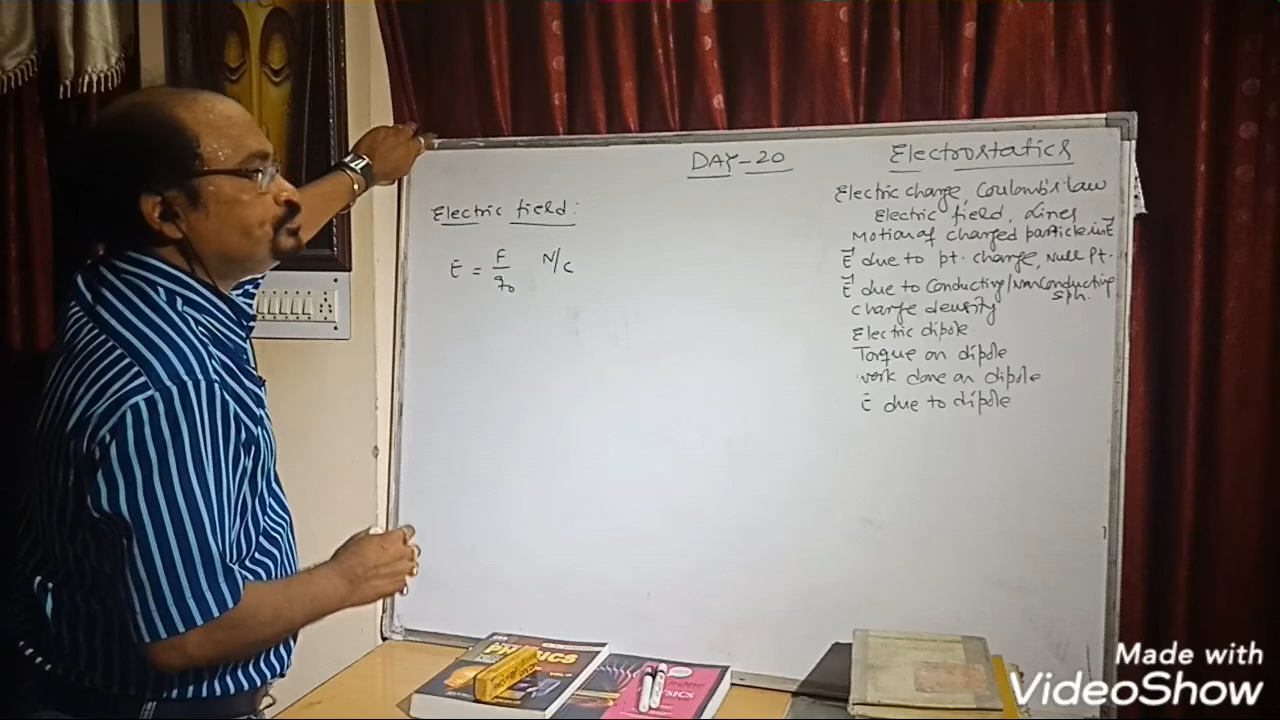 DAY-20
Electrostatics
Electric charge, Coulomb's Law
Electric field, Lines
Motion of charged particle in E⃗
E⃗ due to pt. charge, Null Pt.
E⃗ due to Conducting/NonConducting sph.
charge density
Electric dipole
Torque on dipole
work done on dipole
E⃗ due to dipole
Electric field:
E⃗ = F/q₀ N/C
PHYSICS
PHYSICS
Made with
VideoShow